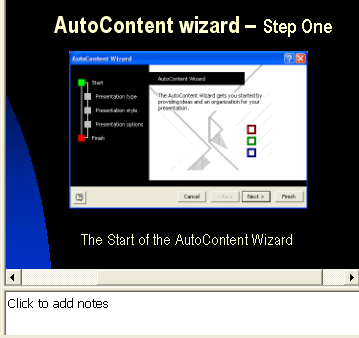 AutoContent wizard – Step One
AutoContent Wizard
Start
AutoContent Wizard
Presentation type
The AutoContent Wizard gets you started by
providing ideas and an organization for your
presentation.
Presentation style
Presentation options
Finish
Cancel
< Back
Next >
Finish
The Start of the AutoContent Wizard
Click to add notes